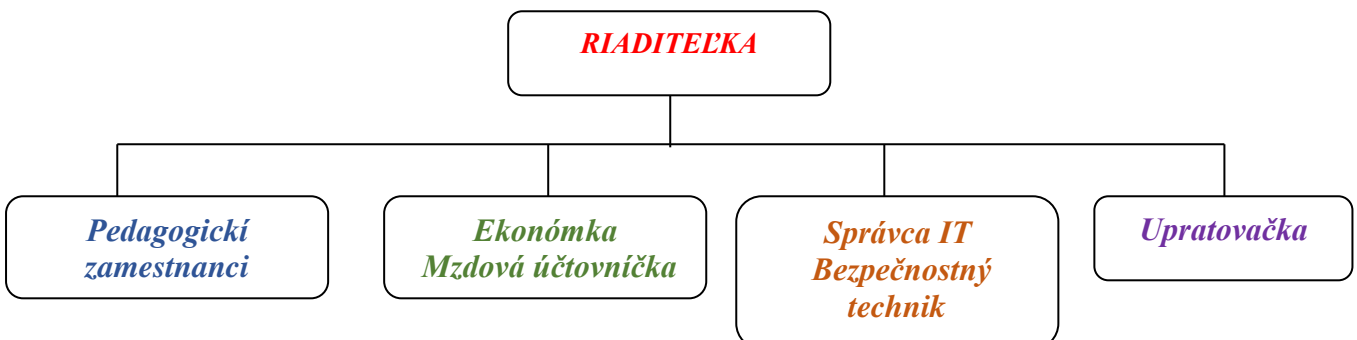 RIADITEĽKA
Pedagogickí
zamestnanci
Ekonómka
Mzdová účtovníčka
Správca IT
Bezpečnostný
technik
Upratovačka